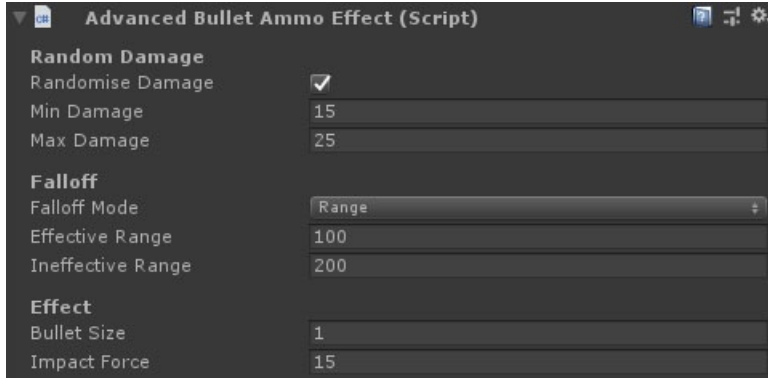 Advanced Bullet Ammo Effect (Script)
Random Damage
Randomise Damage
Min Damage 15
Max Damage 25
Falloff
Falloff Mode Range
Effective Range 100
Ineffective Range 200
Effect
Bullet Size 1
Impact Force 15